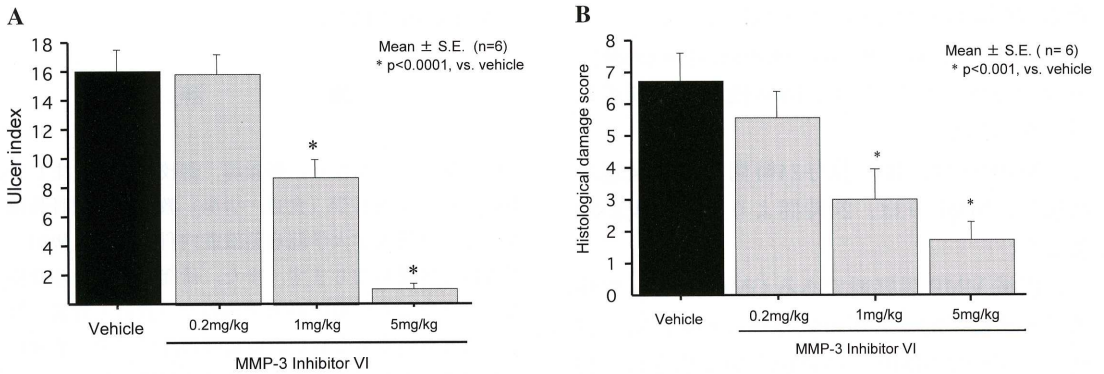 A
Ulcer index
18
16
14
12
10
8
6
4
2
Mean ± S.E. (n=6)
* p<0.0001, vs. vehicle
*
*
Vehicle
0.2mg/kg
1mg/kg
5mg/kg
MMP-3 Inhibitor VI
B
Histological damage score
8
7
6
5
4
3
2
1
0
Mean ± S.E. ( n= 6)
* p<0.001, vs. vehicle
*
*
Vehicle
0.2mg/kg
1mg/kg
5mg/kg
MMP-3 Inhibitor VI